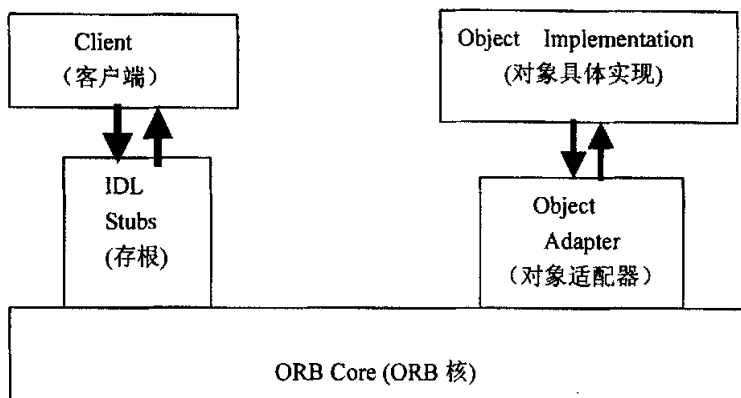 Client
（客户端）
Object Implementation
(对象具体实现)
IDL
Stubs
(存根)
Object
Adapter
（对象适配器）
ORB Core (ORB 核)